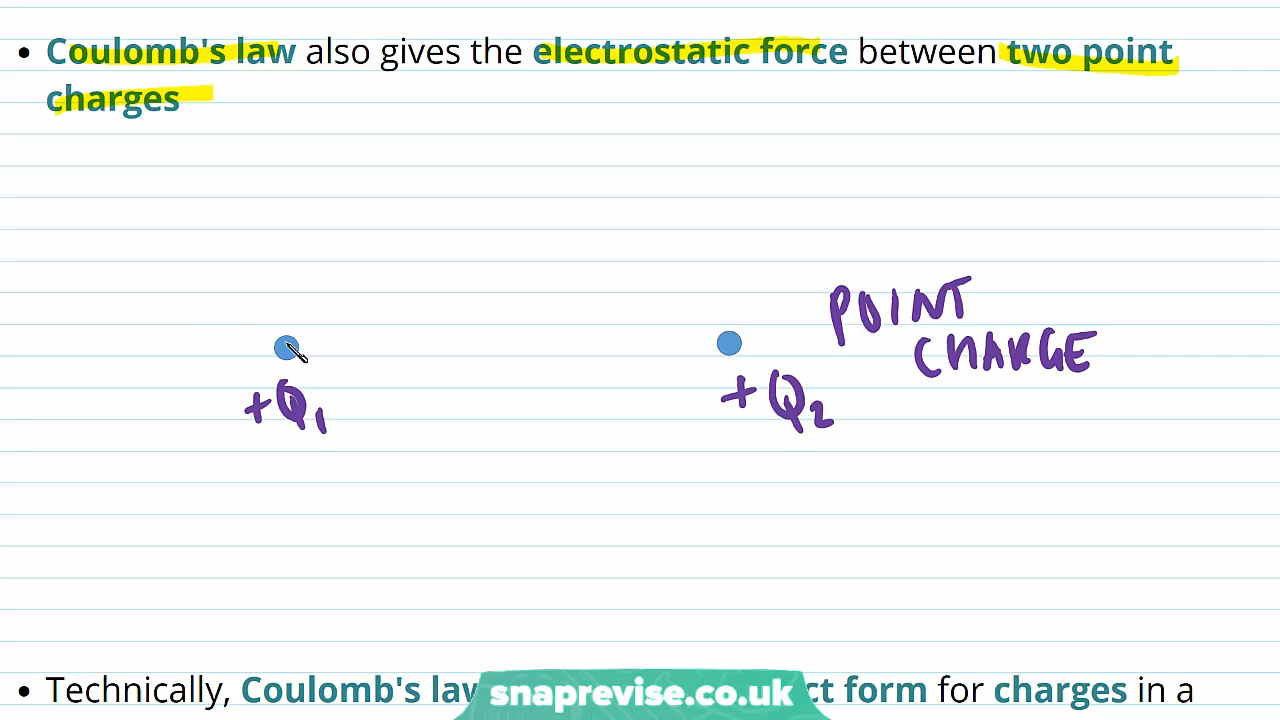 • Coulomb's law also gives the electrostatic force between two point
charges
POINT
CHARGE
+Q1
+Q2
• Technically, Coulomb's law form for charges in a
snaprevise.co.uk